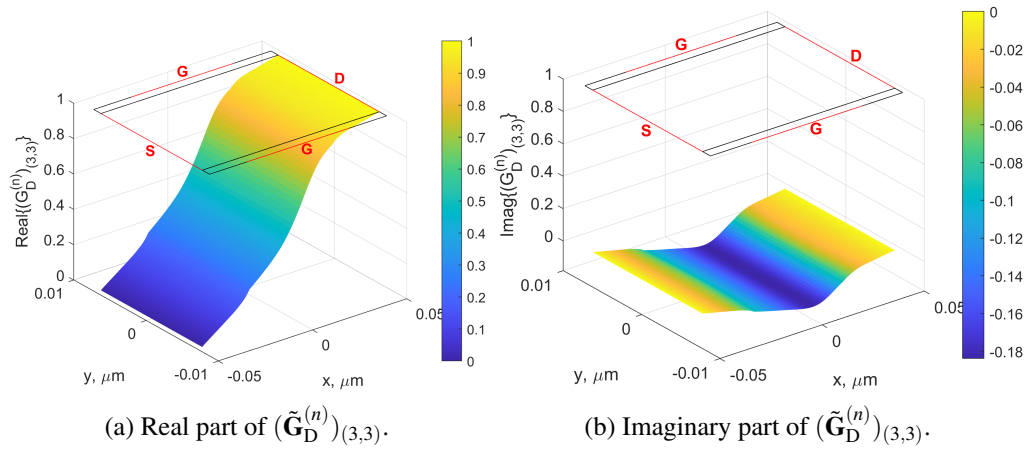 G
D
S
G
1
0.8
0.6
0.4
0.2
0
Real{(G_D^{(n)})_{(3,3)}}
0.01
0
-0.01
y, μm
-0.05
0
0.05
x, μm
1
0.9
0.8
0.7
0.6
0.5
0.4
0.3
0.2
0.1
0
(a) Real part of (G̃_D^{(n)})_{(3,3)}.
G
D
S
G
1
0.8
0.6
0.4
0.2
0
Imag{(G_D^{(n)})_{(3,3)}}
0.01
0
-0.01
y, μm
-0.05
0
0.05
x, μm
0
-0.02
-0.04
-0.06
-0.08
-0.1
-0.12
-0.14
-0.16
-0.18
(b) Imaginary part of (G̃_D^{(n)})_{(3,3)}.